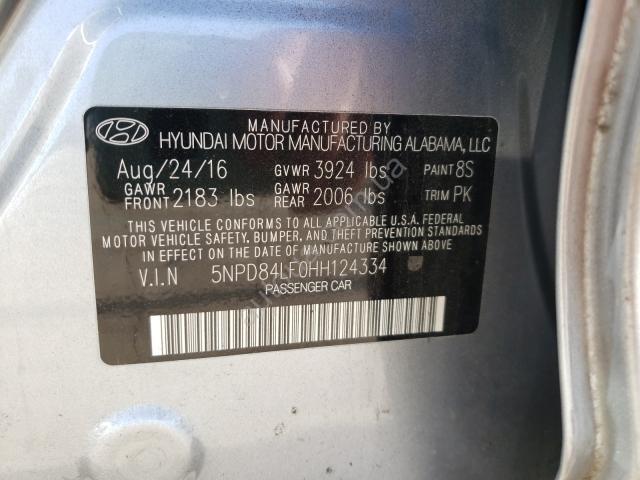 MANUFACTURED BY
HYUNDAI MOTOR MANUFACTURING ALABAMA, LLC
Aug/24/16 GVWR 3924 lbs PAINT 8S
GAWR FRONT 2183 lbs GAWR REAR 2006 lbs TRIM PK
THIS VEHICLE CONFORMS TO ALL APPLICABLE U.S.A. FEDERAL
MOTOR VEHICLE SAFETY, BUMPER, AND THEFT PREVENTION STANDARDS
IN EFFECT ON THE DATE OF MANUFACTURE SHOWN ABOVE.
V.I.N 5NPD84LF0HH124334
PASSENGER CAR